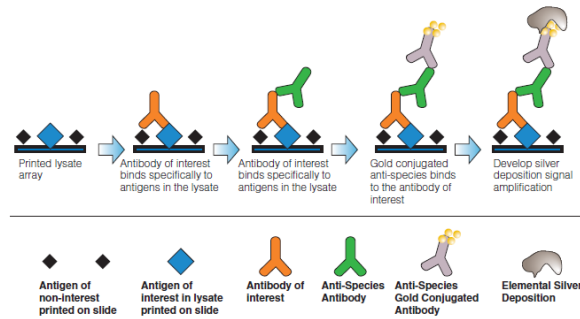 Printed lysate
array
Antibody of interest
binds specifically to
antigens in the lysate
Antibody of interest
binds specifically to
antigens in the lysate
Gold conjugated
anti-species binds
to the antibody of
interest
Develop silver
deposition signal
amplification
Antigen of
non-interest
printed on slide
Antigen of
interest in lysate
printed on slide
Antibody of
interest
Anti-Species
Antibody
Anti-Species
Gold Conjugated
Antibody
Elemental Silver
Deposition